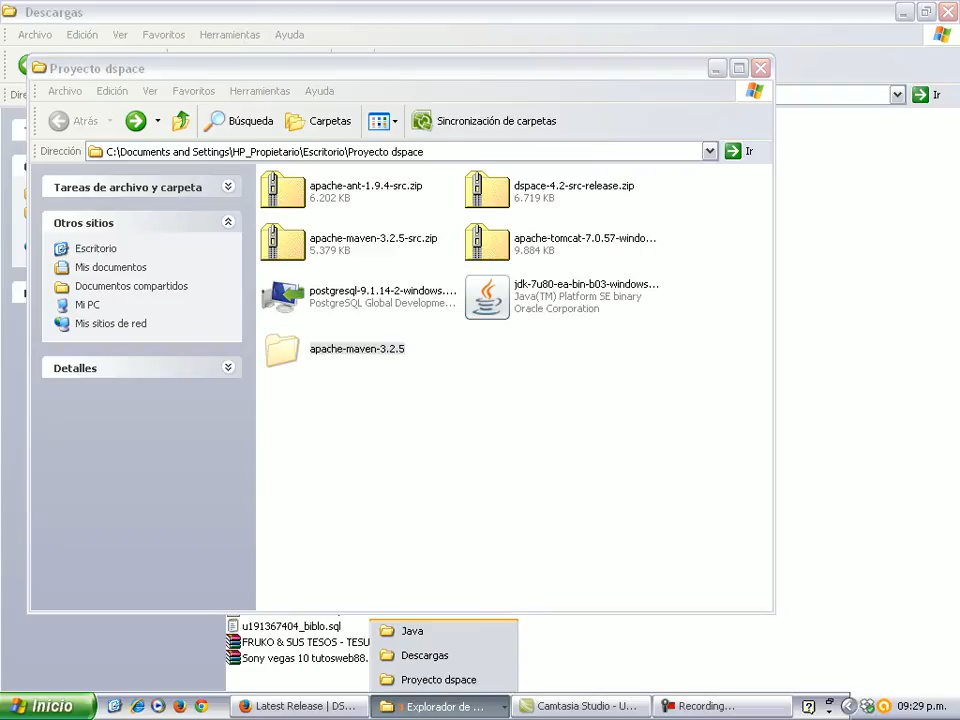 Descargas
Archivo Edición Ver Favoritos Herramientas Ayuda
Proyecto dspace
Archivo Edición Ver Favoritos Herramientas Ayuda
Ir
Atrás Búsqueda Carpetas Sincronización de carpetas
Dirección C:\Documents and Settings\HP_Propietario\Escritorio\Proyecto dspace Ir
Tareas de archivo y carpeta
Otros sitios
Escritorio
Mis documentos
Documentos compartidos
Mi PC
Mis sitios de red
Detalles
apache-ant-1.9.4-src.zip
6.202 KB
dspace-4.2-src-release.zip
6.719 KB
apache-maven-3.2.5-src.zip
5.379 KB
apache-tomcat-7.0.57-windo...
9.884 KB
postgresql-9.1.14-2-windows....
PostgreSQL Global Developme...
jdk-7u80-ea-bin-b03-windows...
Java(TM) Platform SE binary
Oracle Corporation
apache-maven-3.2.5
u191367404_biblo.sql
FRUKO & SUS TESOS - TESU
Sony vegas 10 tutosweb88.
Java
Descargas
Proyecto dspace
Inicio
Latest Release | DS...
Explorador de ...
Camtasia Studio - U...
Recording...
09:29 p.m.